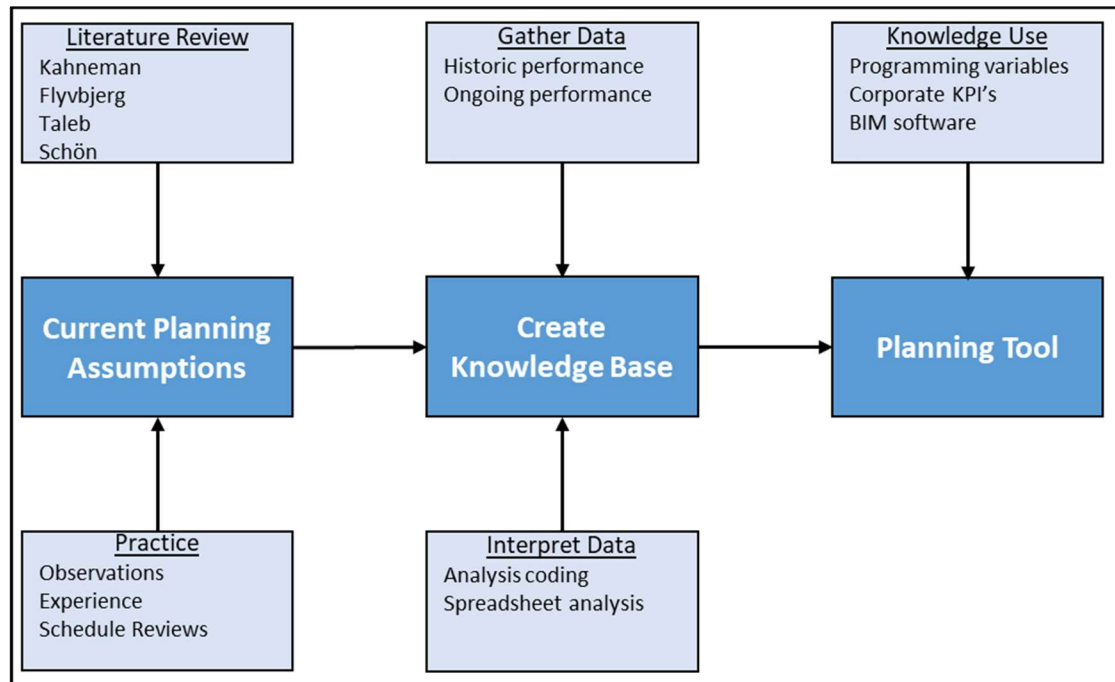 Literature Review
Kahneman
Flyvbjerg
Taleb
Schön
Gather Data
Historic performance
Ongoing performance
Knowledge Use
Programming variables
Corporate KPI's
BIM software
Current Planning
Assumptions
Create
Knowledge Base
Planning Tool
Practice
Observations
Experience
Schedule Reviews
Interpret Data
Analysis coding
Spreadsheet analysis